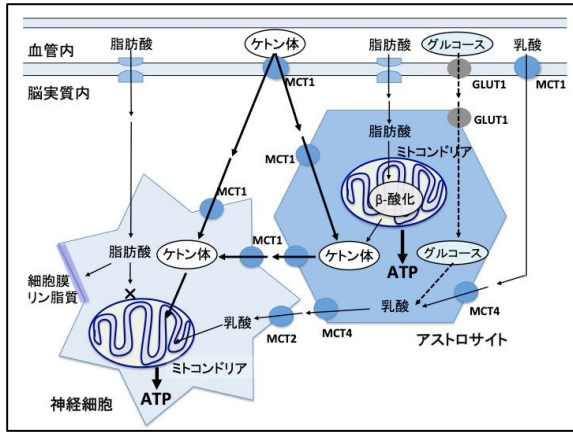 血管内
脂肪酸
ケトン体
脂肪酸
グルコース
乳酸
MCT1
GLUT1
MCT1
脳実質内
GLUT1
脂肪酸
MCT1
ミトコンドリア
MCT1
β-酸化
脂肪酸
ケトン体
MCT1
ケトン体
ATP
グルコース
細胞膜
リン脂質
乳酸
MCT4
乳酸
MCT2
MCT4
アストロサイト
ミトコンドリア
ATP
神経細胞